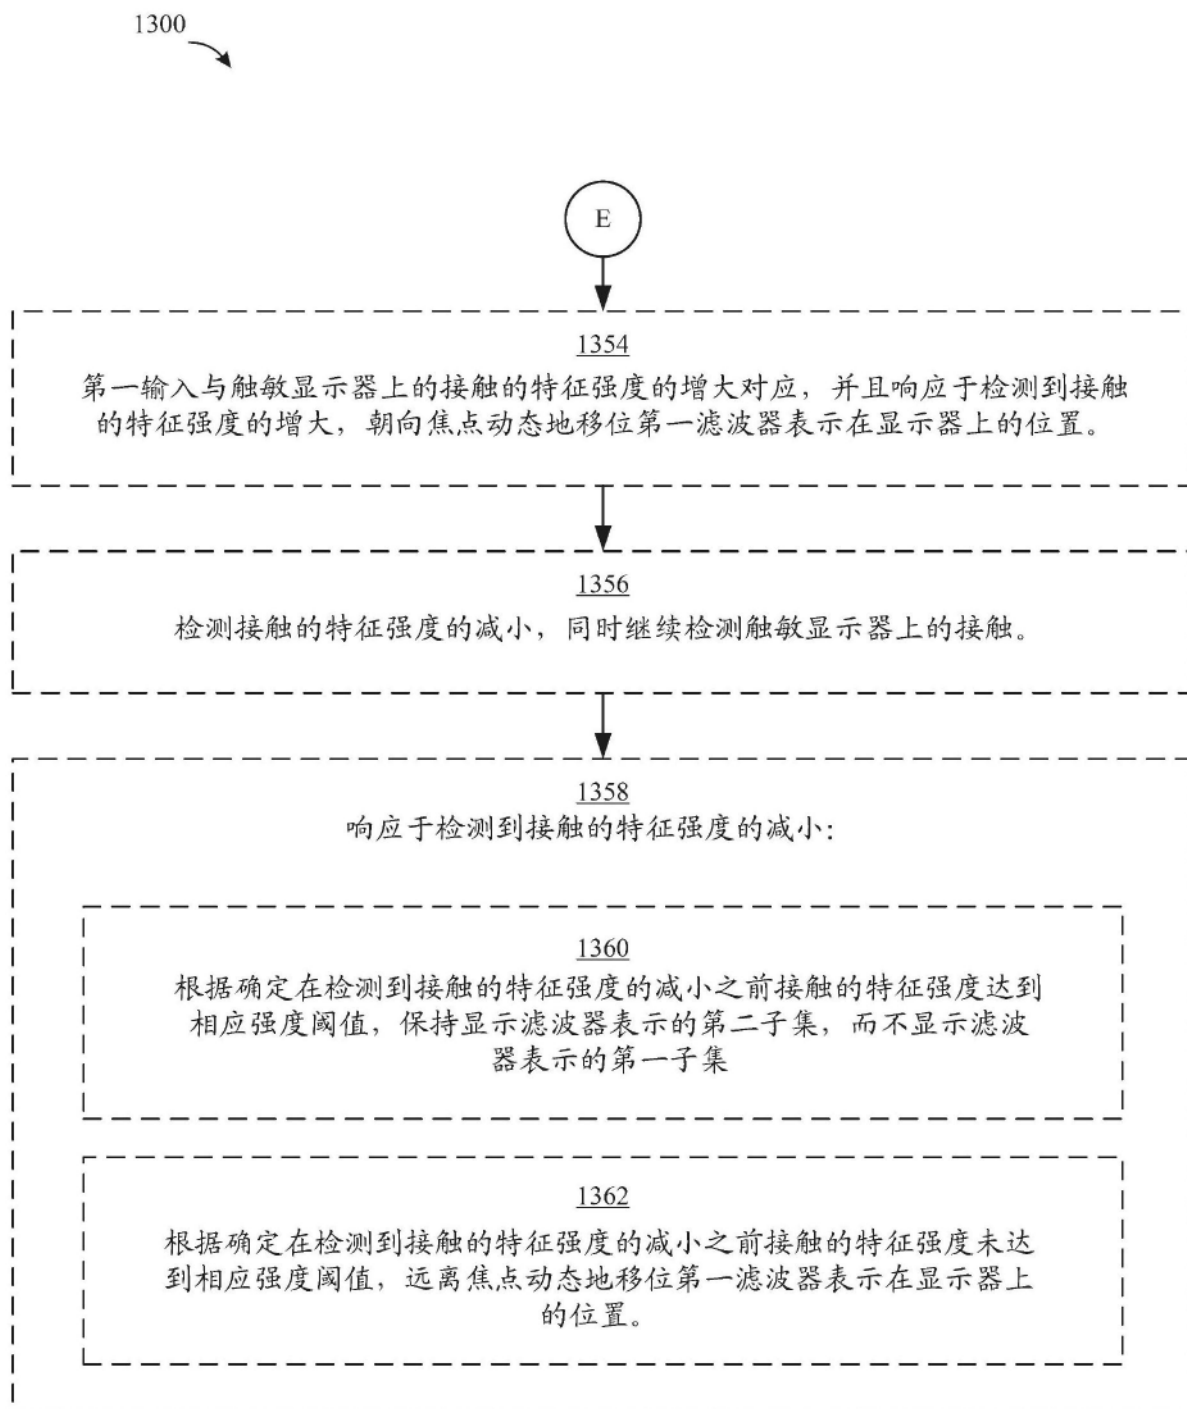 1300
E
1354
第一输入与触敏显示器上的接触的特征强度的增大对应，并且响应于检测到接触
的特征强度的增大，朝向焦点动态地移位第一滤波器表示在显示器上的位置。
1356
检测接触的特征强度的减小，同时继续检测触敏显示器上的接触。
1358
响应于检测到接触的特征强度的减小：
1360
根据确定在检测到接触的特征强度的减小之前接触的特征强度达到
相应强度阈值，保持显示滤波器表示的第二子集，而不显示滤波
器表示的第一子集
1362
根据确定在检测到接触的特征强度的减小之前接触的特征强度未达
到相应强度阈值，远离焦点动态地移位第一滤波器表示在显示器上
的位置。